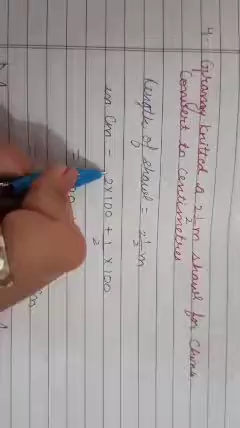 4. Granny knitted a 2 1/2 m shawl for
Convert to centimetres
Length of shawl = 2 1/2 m
in cm = 2 x 100 + 1/2 x 100